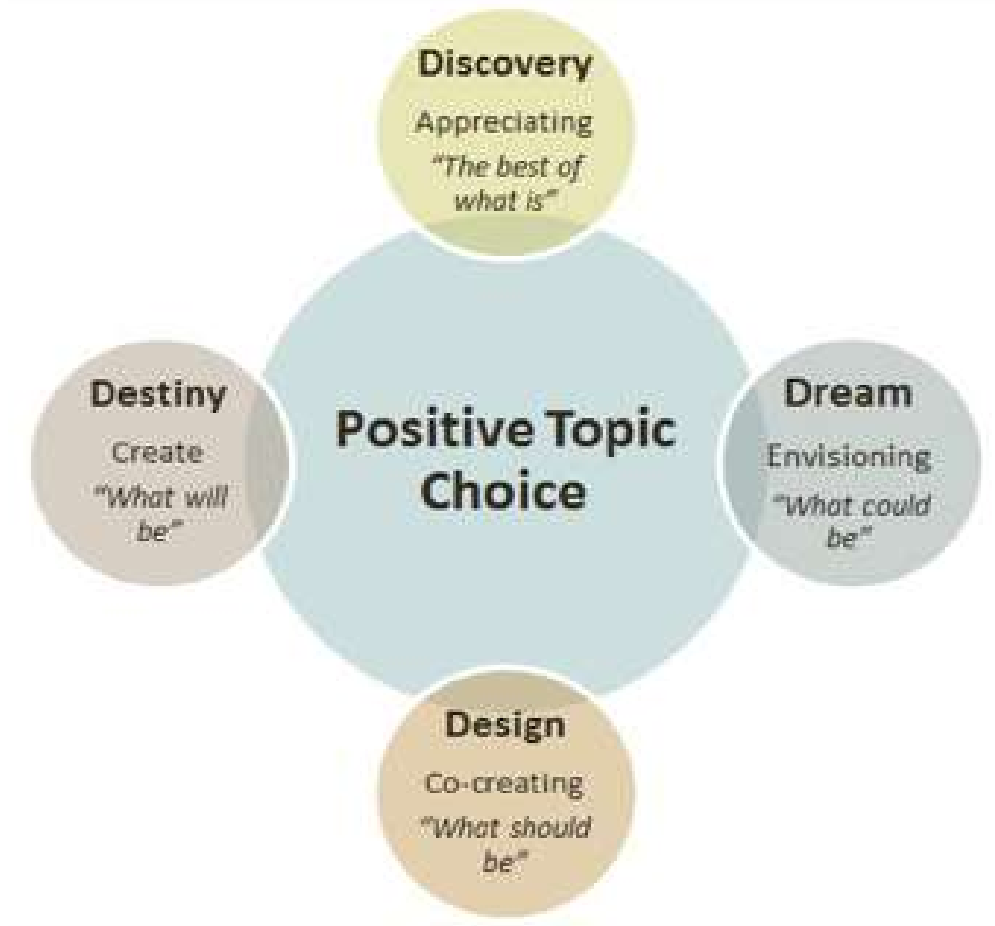 Discovery
Appreciating
"The best of
what is"
Destiny
Create
"What will
be"
Positive Topic
Choice
Dream
Envisioning
"What could
be"
Design
Co-creating
"What should
be"